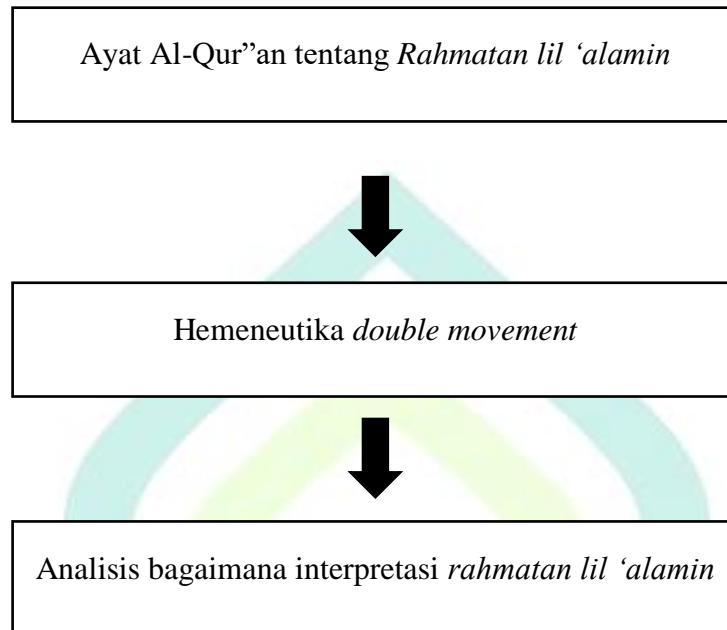 Ayat Al-Qur”an tentang Rahmatan lil ‘alamin
Hemeneutika double movement
Analisis bagaimana interpretasi rahmatan lil ‘alamin